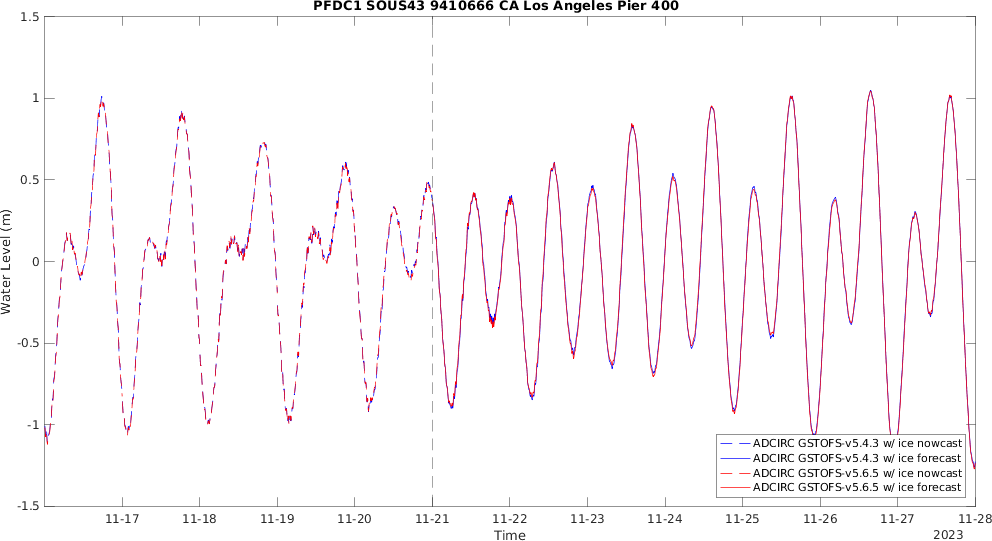 PFDC1 SOUS43 9410666 CA Los Angeles Pier 400
1.5
1
0.5
0
-0.5
-1
-1.5
Water Level (m)
ADCIRC GSTOFS-v5.4.3 w/ ice nowcast
ADCIRC GSTOFS-v5.4.3 w/ ice forecast
ADCIRC GSTOFS-v5.6.5 w/ ice nowcast
ADCIRC GSTOFS-v5.6.5 w/ ice forecast
11-17 11-18 11-19 11-20 11-21 11-22 11-23 11-24 11-25 11-26 11-27 11-28
Time
2023